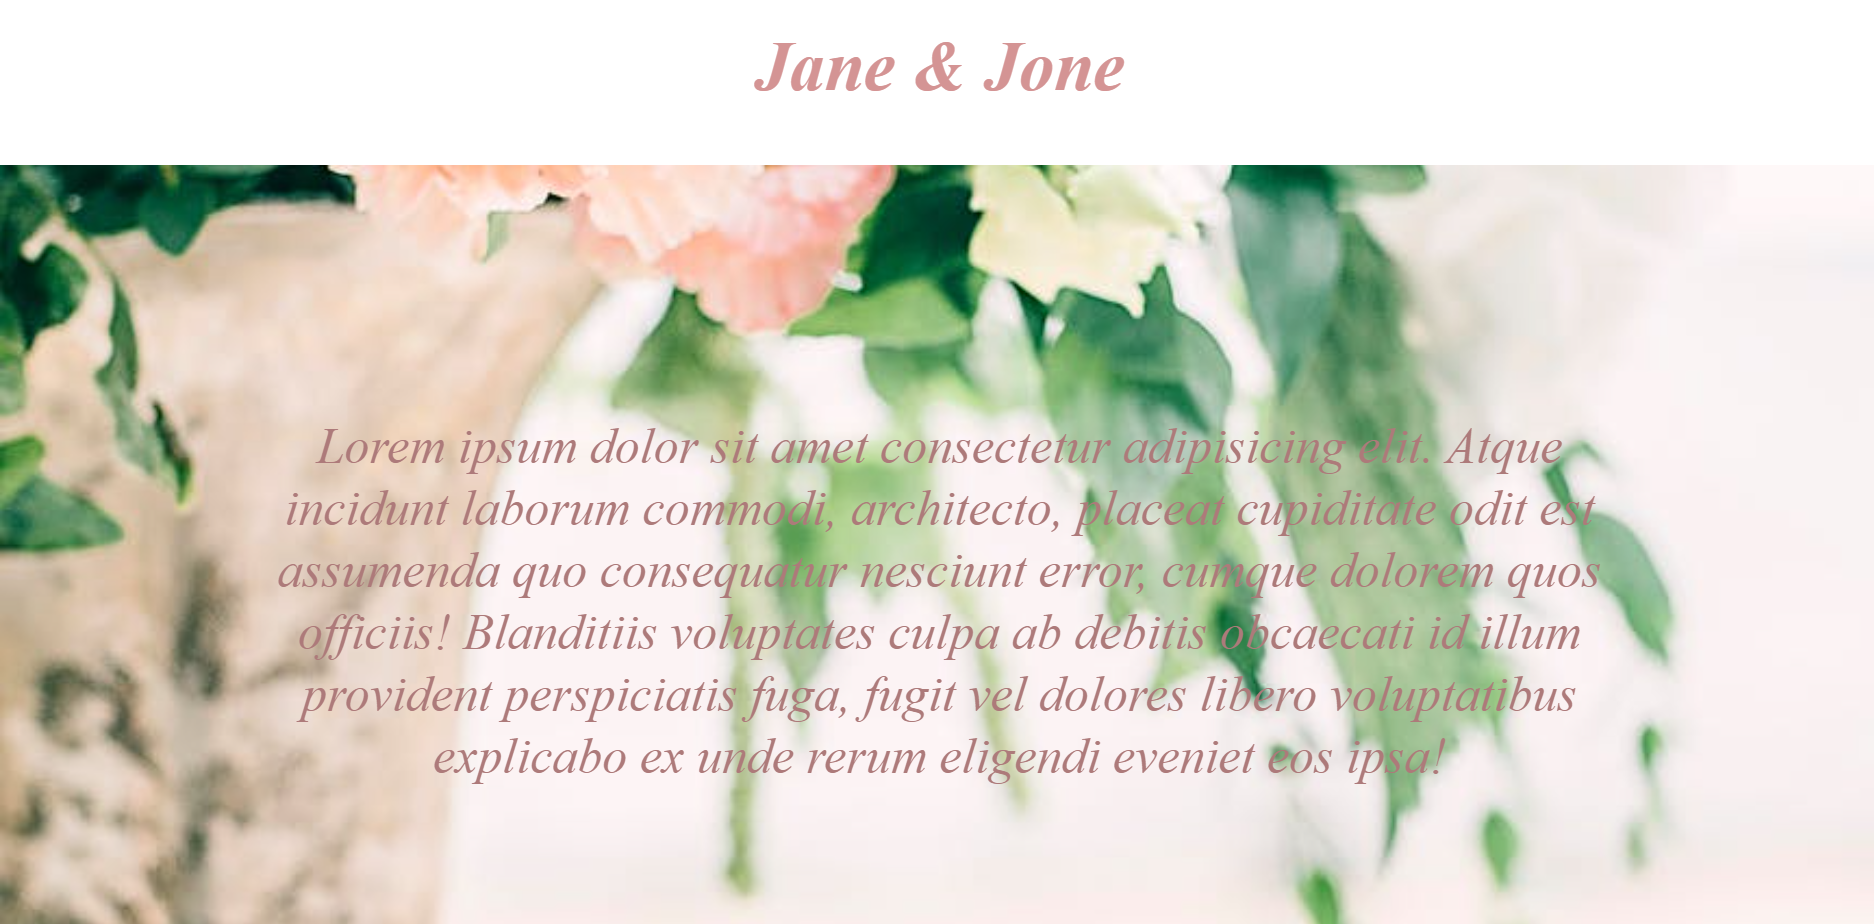 Jane & Jone
Lorem ipsum dolor sit amet consectetur adipisicing elit. Atque
incidunt laborum commodi, architecto, placeat cupiditate odit est
assumenda quo consequatur nesciunt error, cumque dolorem quos
officiis! Blanditiis voluptates culpa ab debitis obcaecati id illum
provident perspiciatis fuga, fugit vel dolores libero voluptatibus
explicabo ex unde rerum eligendi eveniet eos ipsa!